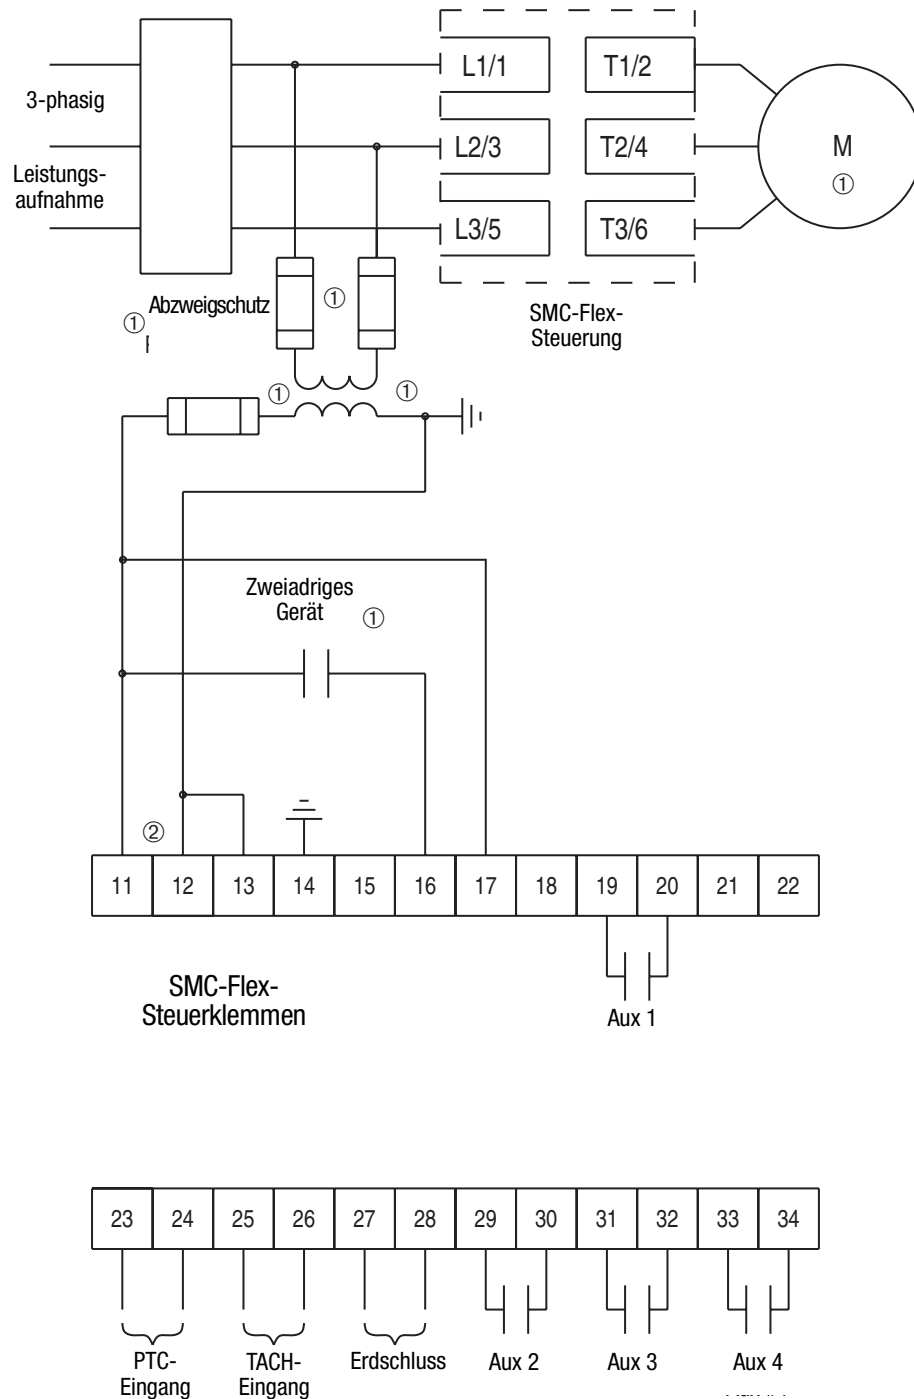 3-phasig
Leistungs-
aufnahme
L1/1
T1/2
L2/3
T2/4
L3/5
T3/6
M
①
① Abzweigschutz
①
SMC-Flex-
Steuerung
①
①
Zweiadriges
Gerät
①
②
11 12 13 14 15 16 17 18 19 20 21 22
SMC-Flex-
Steuerklemmen
Aux 1
23 24 25 26 27 28 29 30 31 32 33 34
PTC-
Eingang
TACH-
Eingang
Erdschluss
Aux 2
Aux 3
Aux 4